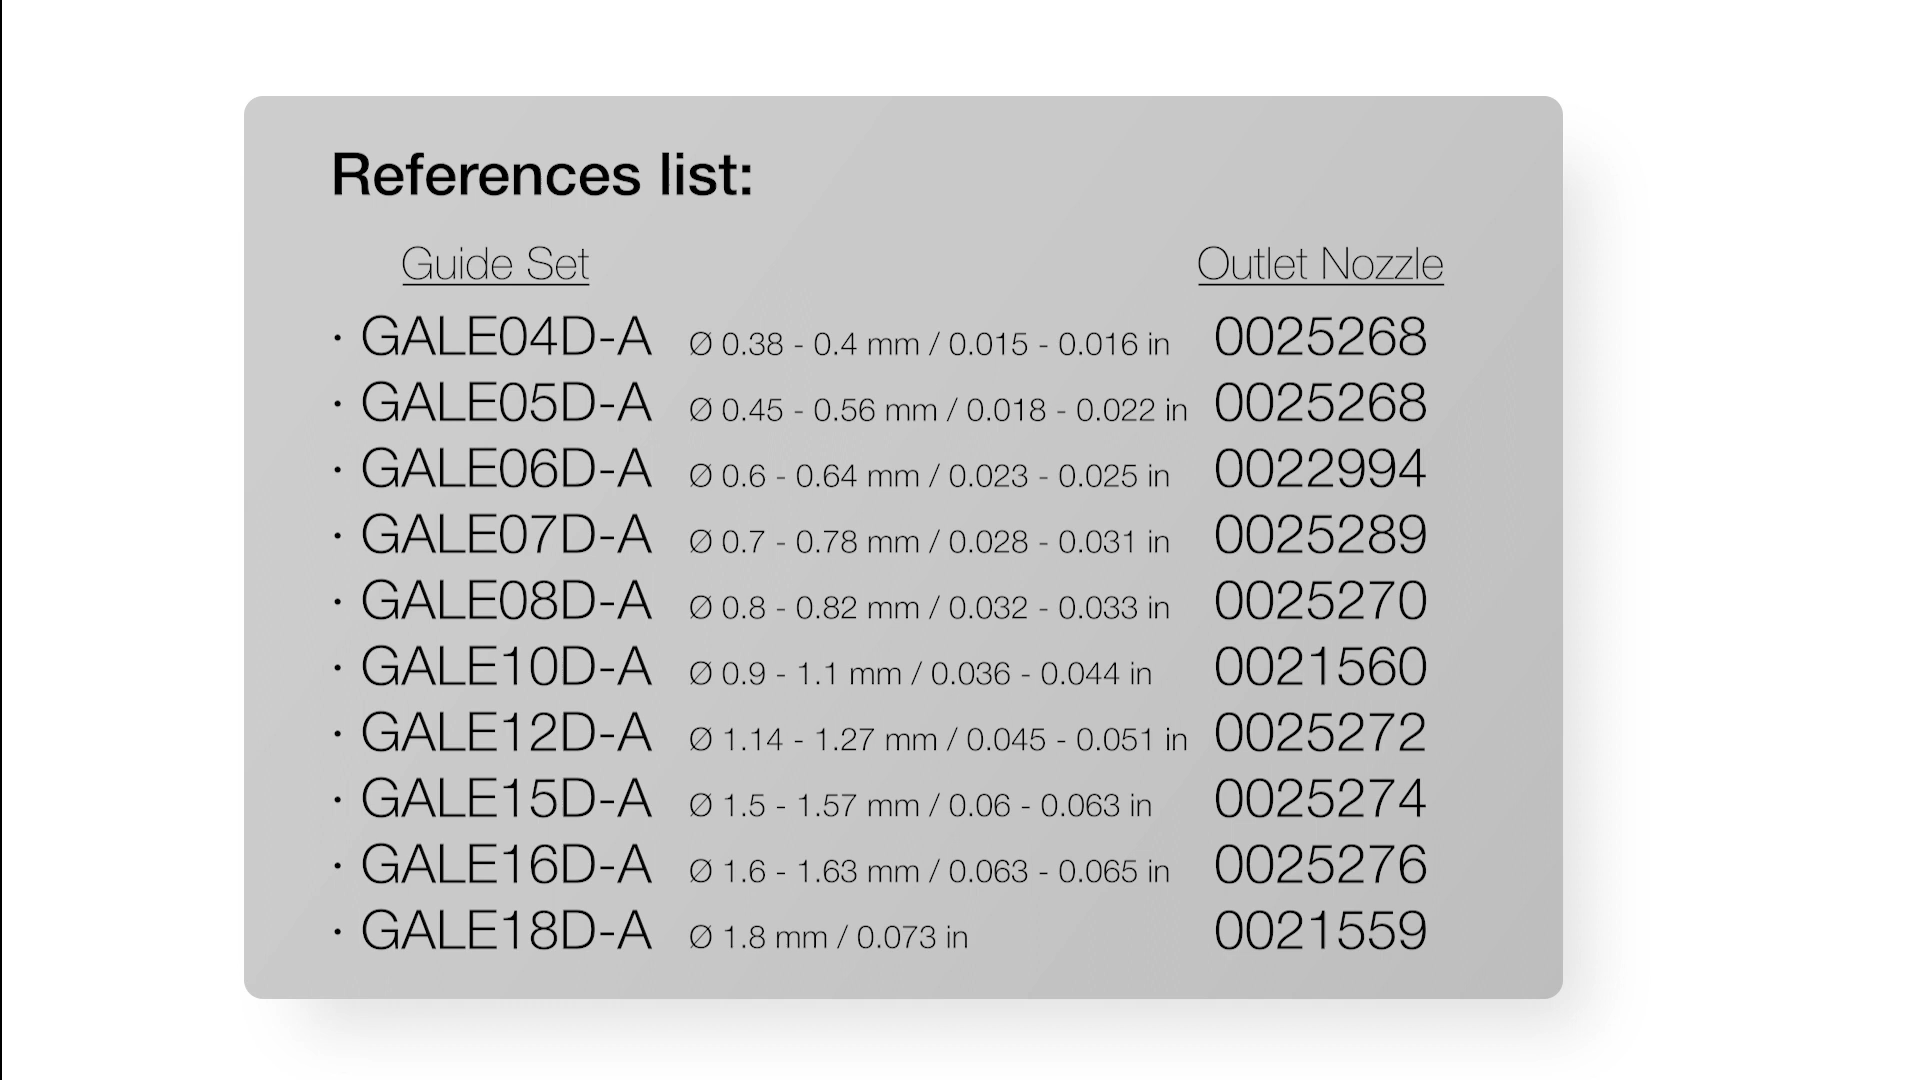 References list:
Guide Set Outlet Nozzle
· GALE04D-A Ø 0.38 - 0.4 mm / 0.015 - 0.016 in 0025268
· GALE05D-A Ø 0.45 - 0.56 mm / 0.018 - 0.022 in 0025268
· GALE06D-A Ø 0.6 - 0.64 mm / 0.023 - 0.025 in 0022994
· GALE07D-A Ø 0.7 - 0.78 mm / 0.028 - 0.031 in 0025289
· GALE08D-A Ø 0.8 - 0.82 mm / 0.032 - 0.033 in 0025270
· GALE10D-A Ø 0.9 - 1.1 mm / 0.036 - 0.044 in 0021560
· GALE12D-A Ø 1.14 - 1.27 mm / 0.045 - 0.051 in 0025272
· GALE15D-A Ø 1.5 - 1.57 mm / 0.06 - 0.063 in 0025274
· GALE16D-A Ø 1.6 - 1.63 mm / 0.063 - 0.065 in 0025276
· GALE18D-A Ø 1.8 mm / 0.073 in 0021559